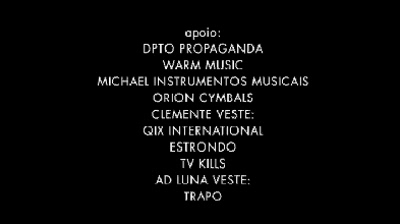 apoio:
DPTO PROPAGANDA
WARM MUSIC
MICHAEL INSTRUMENTOS MUSICAIS
ORION CYMBALS
CLEMENTE VESTE:
QIX INTERNATIONAL
ESTRONDO
TV KILLS
AD LUNA VESTE:
TRAPO